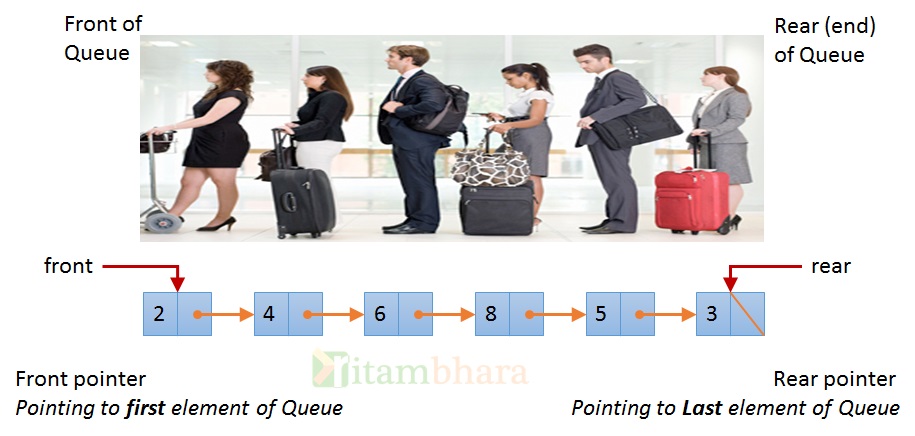 Front of
Queue
Rear (end)
of Queue
front
rear
2 4 6 8 5 3
ritambhara
Front pointer
Pointing to first element of Queue
Rear pointer
Pointing to Last element of Queue